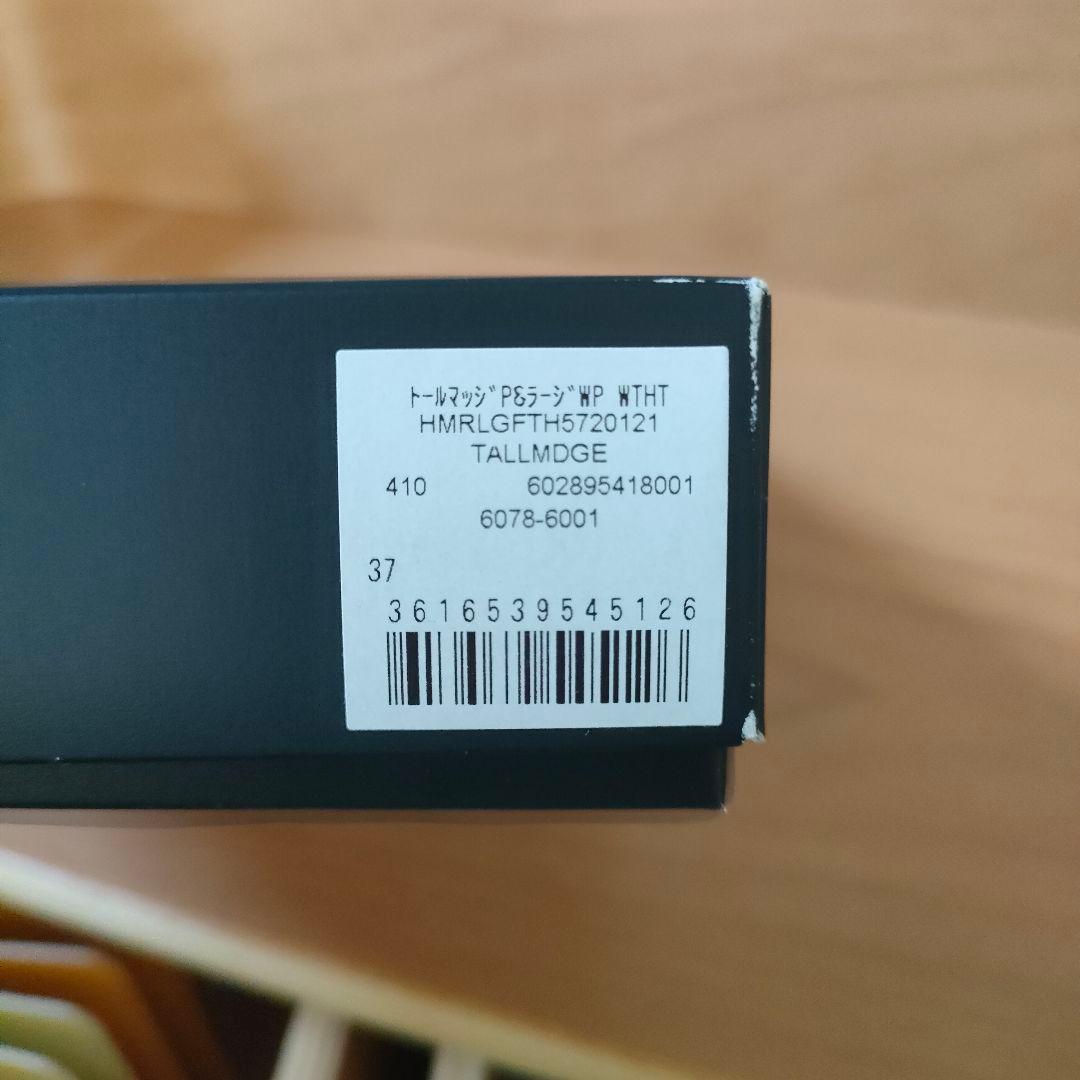 ﾄｰﾙﾏｯｼﾞP&ﾗｰｼﾞWP WTHT
HMRLGFTH5720121
TALLMDGE
410 602895418001
6078-6001
37
3616539545126